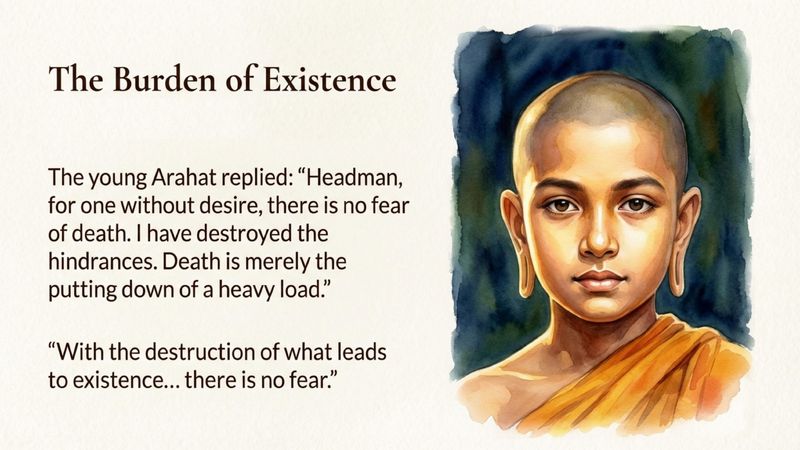 The Burden of Existence
The young Arahat replied: “Headman,
for one without desire, there is no fear
of death. I have destroyed the
hindrances. Death is merely the
putting down of a heavy load.”
“With the destruction of what leads
to existence… there is no fear.”